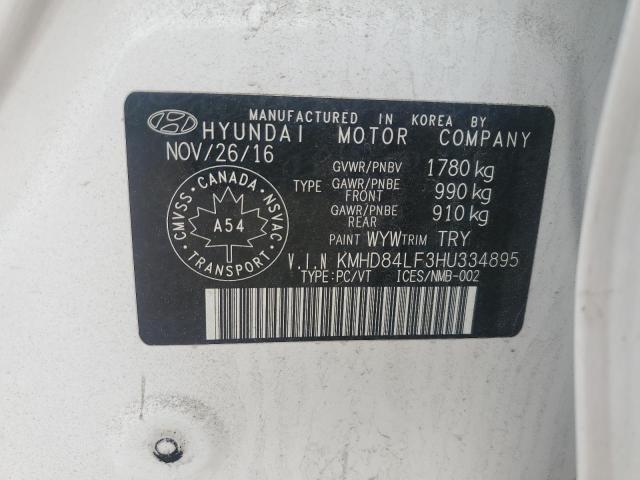 MANUFACTURED IN KOREA BY
HYUNDAI MOTOR COMPANY
NOV/26/16
GVWR/PNBV 1780 kg
TYPE GAWR/PNBE FRONT 990 kg
GAWR/PNBE REAR 910 kg
CMVSS · CANADA · NSVAC
A54
TRANSPORT
PAINT WYW TRIM TRY
V.I.N KMHD84LF3HU334895
TYPE:PC/VT ICES/NMB-002